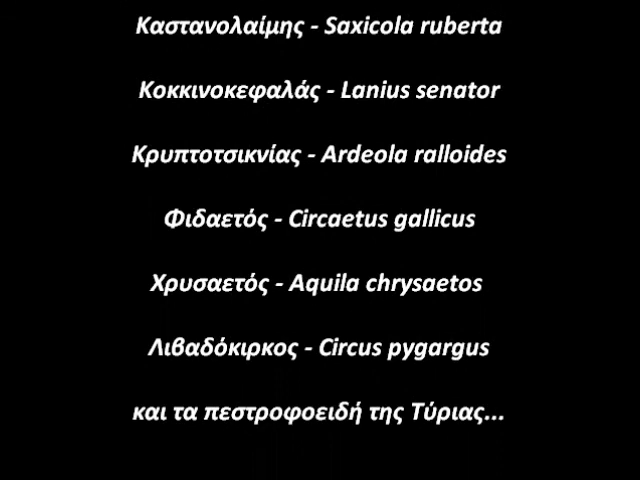 Καστανολαίμης - Saxicola ruberta
Κοκκινοκεφαλάς - Lanius senator
Κρυπτοτσικνίας - Ardeola ralloides
Φιδαετός - Circaetus gallicus
Χρυσαετός - Aquila chrysaetos
Λιβαδόκιρκος - Circus pygargus
και τα πεστροφοειδή της Τύριας...